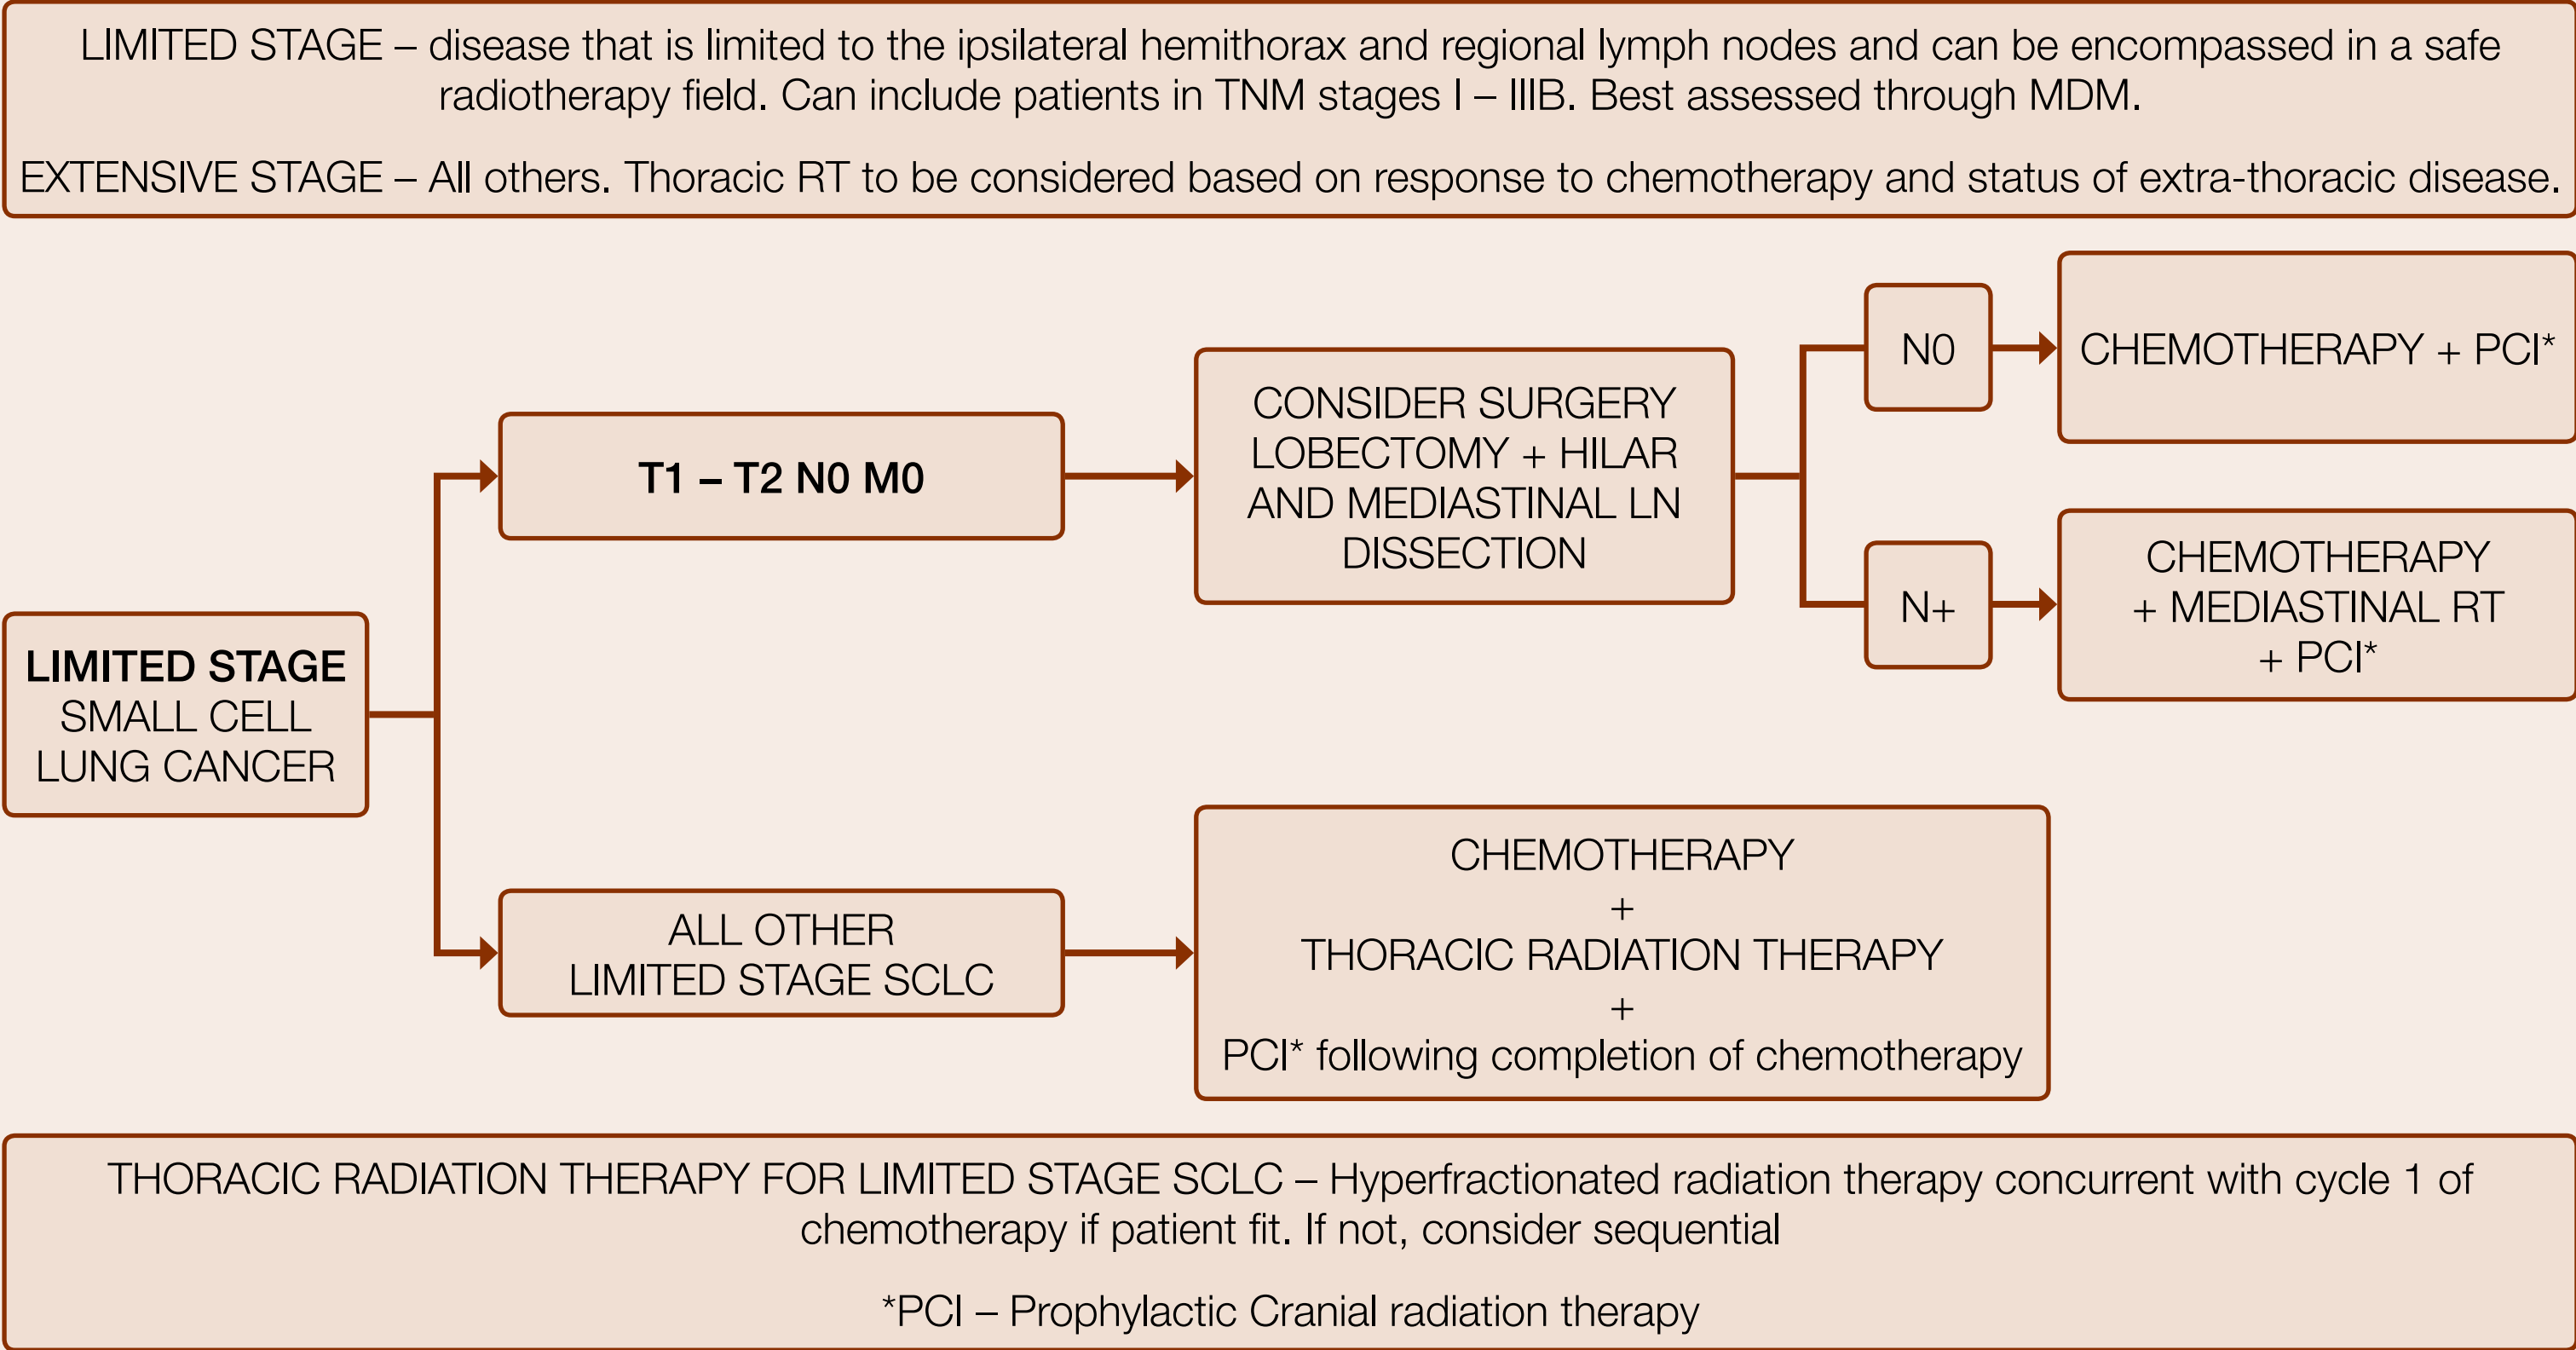 LIMITED STAGE – disease that is limited to the ipsilateral hemithorax and regional lymph nodes and can be encompassed in a safe
radiotherapy field. Can include patients in TNM stages I – IIIB. Best assessed through MDM.
EXTENSIVE STAGE – All others. Thoracic RT to be considered based on response to chemotherapy and status of extra-thoracic disease.
LIMITED STAGE
SMALL CELL
LUNG CANCER
T1 – T2 N0 M0
CONSIDER SURGERY
LOBECTOMY + HILAR
AND MEDIASTINAL LN
DISSECTION
N0
CHEMOTHERAPY + PCI*
N+
CHEMOTHERAPY
+ MEDIASTINAL RT
+ PCI*
ALL OTHER
LIMITED STAGE SCLC
CHEMOTHERAPY
+
THORACIC RADIATION THERAPY
+
PCI* following completion of chemotherapy
THORACIC RADIATION THERAPY FOR LIMITED STAGE SCLC – Hyperfractionated radiation therapy concurrent with cycle 1 of
chemotherapy if patient fit. If not, consider sequential
*PCI – Prophylactic Cranial radiation therapy